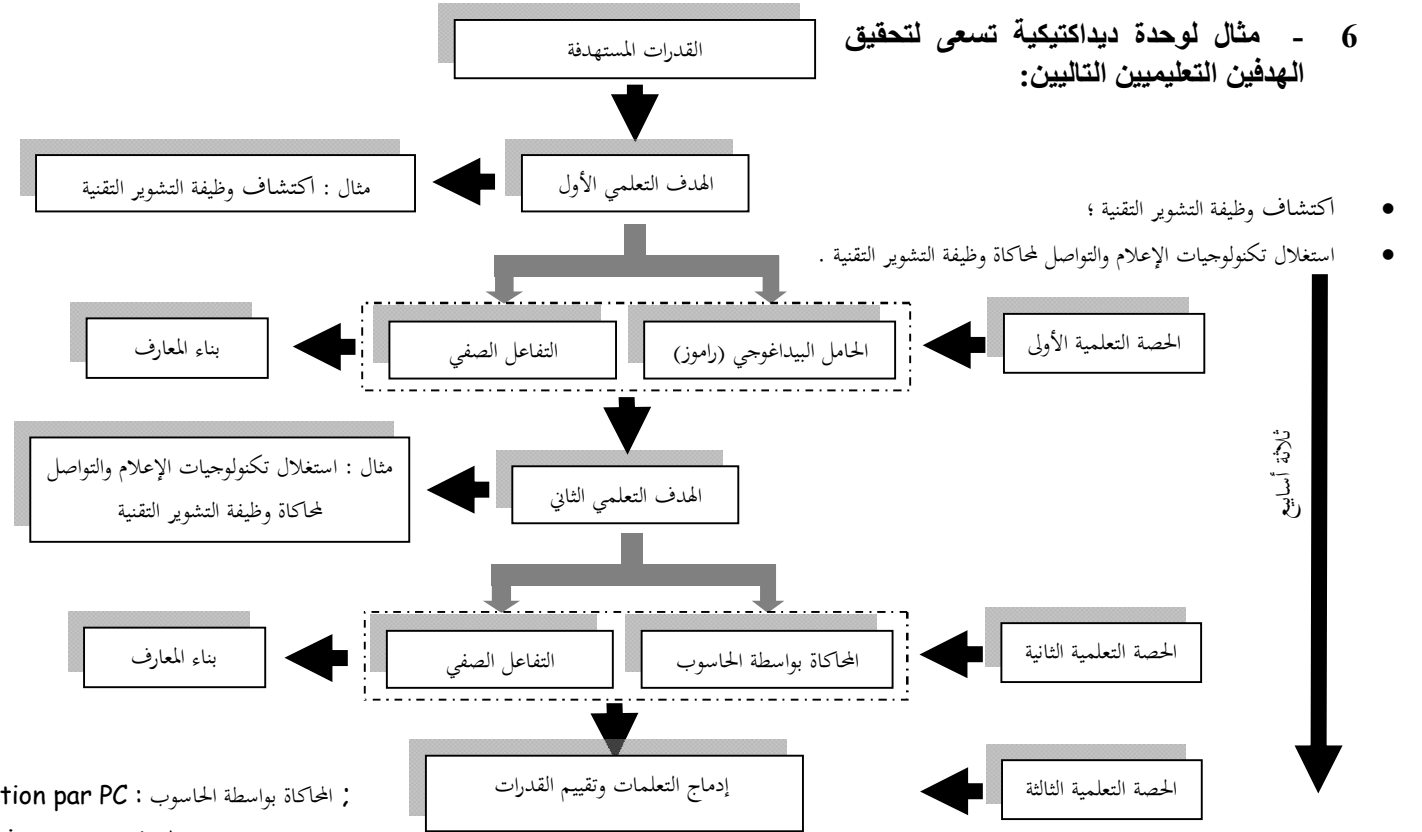 6 - مثال لوحدة ديداكتيكية تسعى لتحقيق
الهدفين التعليميين التاليين:
القدرات المستهدفة
الهدف التعلمي الأول
مثال : اكتشاف وظيفة التشوير التقنية
• اكتشاف وظيفة التشوير التقنية ؛
• استغلال تكنولوجيات الإعلام والتواصل لمحاكاة وظيفة التشوير التقنية .
الحصة التعلمية الأولى
الحامل البيداغوجي (راموز)
التفاعل الصفي
بناء المعارف
ثلاثة أسابيع
الهدف التعلمي الثاني
مثال : استغلال تكنولوجيات الإعلام والتواصل
لمحاكاة وظيفة التشوير التقنية
الحصة التعلمية الثانية
المحاكاة بواسطة الحاسوب
التفاعل الصفي
بناء المعارف
الحصة التعلمية الثالثة
إدماج التعلمات وتقييم القدرات
; المحاكاة بواسطة الحاسوب : tion par PC